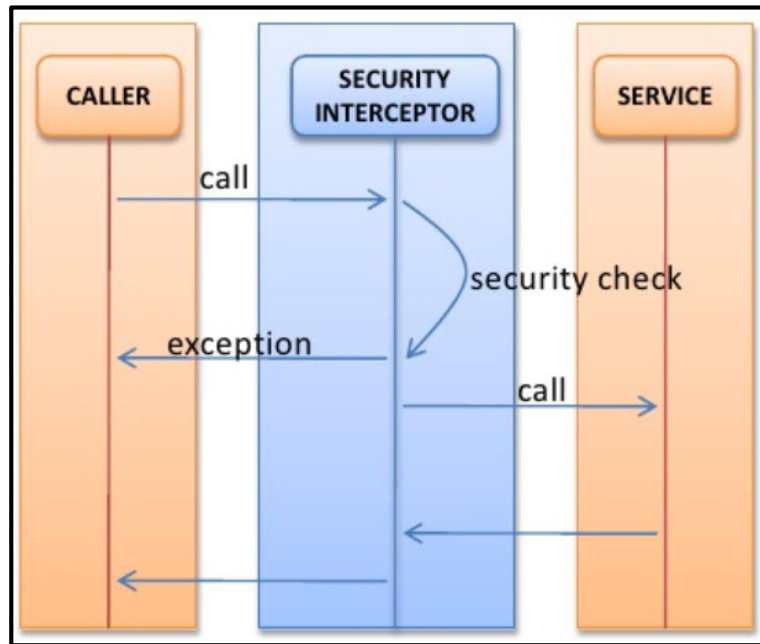 CALLER
SECURITY
INTERCEPTOR
SERVICE
call
security check
exception
call